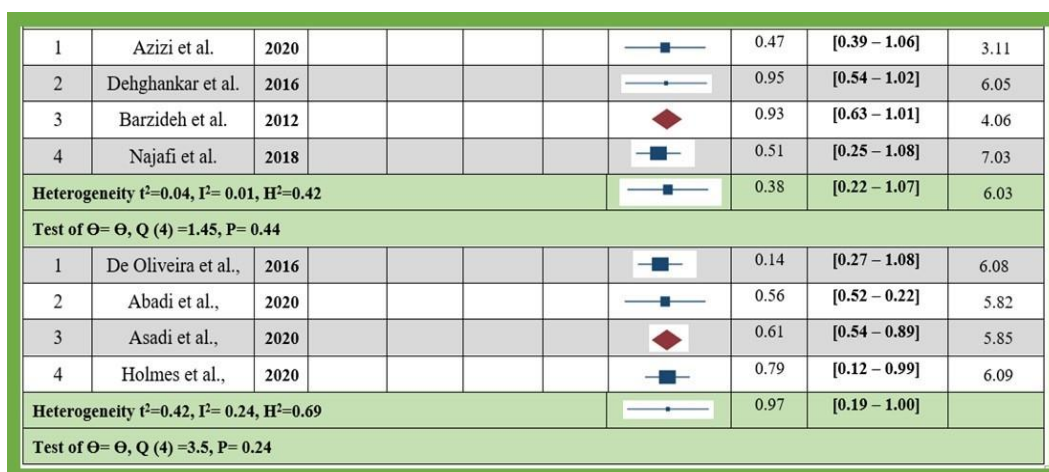 1 Azizi et al. 2020 0.47 [0.39 – 1.06] 3.11
2 Dehghankar et al. 2016 0.95 [0.54 – 1.02] 6.05
3 Barzideh et al. 2012 0.93 [0.63 – 1.01] 4.06
4 Najafi et al. 2018 0.51 [0.25 – 1.08] 7.03
Heterogeneity t²=0.04, I²= 0.01, H²=0.42 0.38 [0.22 – 1.07] 6.03
Test of Ɵ= Ɵ, Q (4) =1.45, P= 0.44
1 De Oliveira et al., 2016 0.14 [0.27 – 1.08] 6.08
2 Abadi et al., 2020 0.56 [0.52 – 0.22] 5.82
3 Asadi et al., 2020 0.61 [0.54 – 0.89] 5.85
4 Holmes et al., 2020 0.79 [0.12 – 0.99] 6.09
Heterogeneity t²=0.42, I²= 0.24, H²=0.69 0.97 [0.19 – 1.00]
Test of Ɵ= Ɵ, Q (4) =3.5, P= 0.24